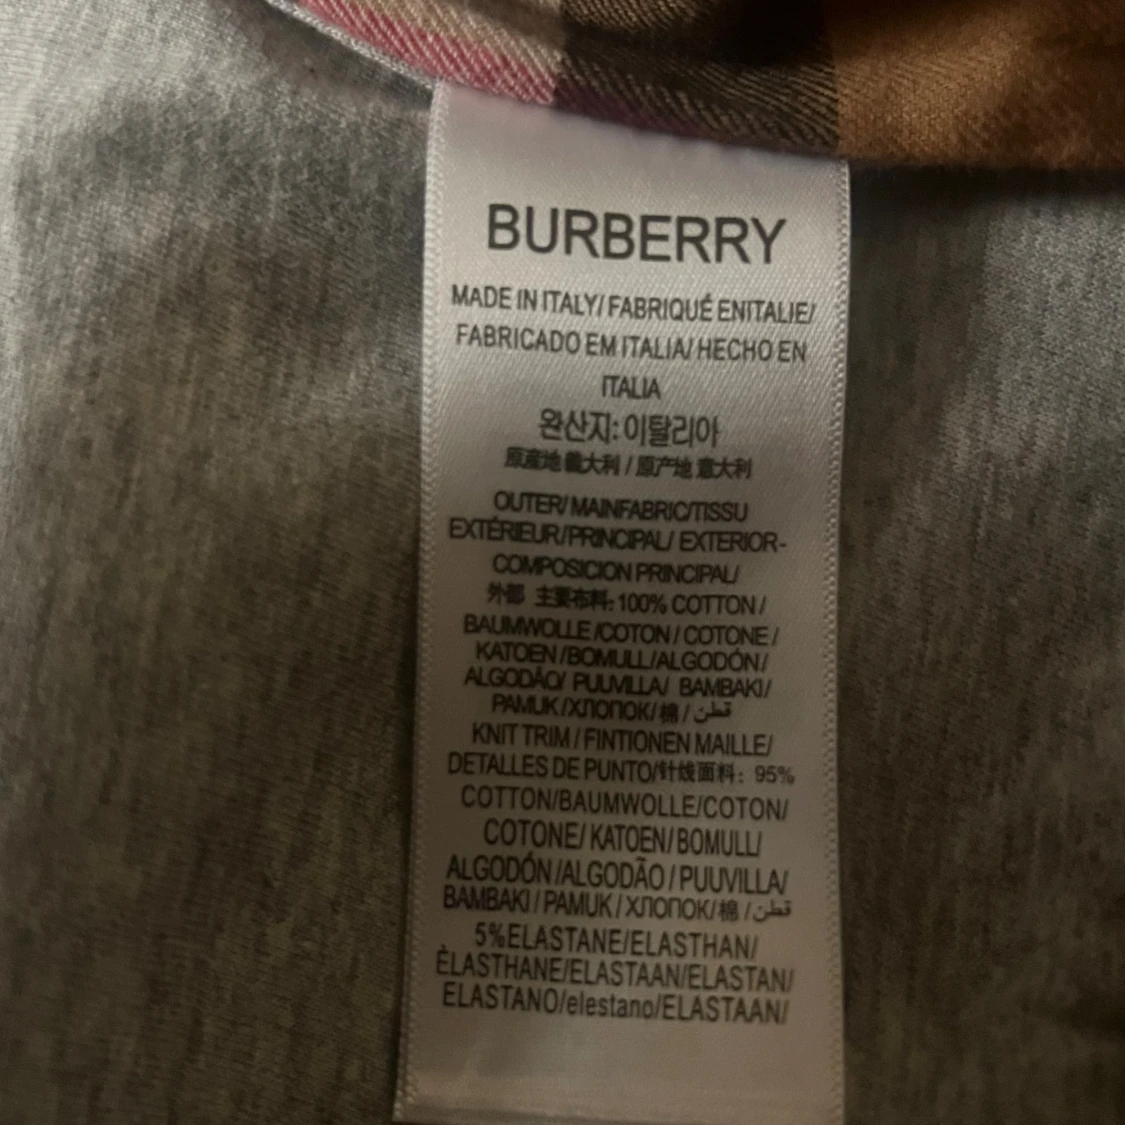 BURBERRY
MADE IN ITALY/ FABRIQUÉ ENITALIE/
FABRICADO EM ITALIA/ HECHO EN
ITALIA
완산지: 이탈리아
原産地 義大利 / 原产地 意大利
OUTER/ MAINFABRIC/TISSU
EXTÉRIEUR/PRINCIPAL/ EXTERIOR-
COMPOSICION PRINCIPAL/
外部 主要布料: 100% COTTON /
BAUMWOLLE /COTON / COTONE /
KATOEN /BOMULL/ALGODÓN/
ALGODÃO/ PUUVILLA/ BAMBAKI/
PAMUK /ХЛОПОК/ 棉 / قطن
KNIT TRIM / FINTIONEN MAILLE/
DETALLES DE PUNTO/针线面料: 95%
COTTON/BAUMWOLLE/COTON/
COTONE/ KATOEN/ BOMULL/
ALGODÓN /ALGODÃO / PUUVILLA/
BAMBAKI / PAMUK / ХЛОПОК/ 棉 / قطن
5%ELASTANE/ELASTHAN/
ÈLASTHANE/ELASTAAN/ELASTAN/
ELASTANO/elestano/ELASTAAN/